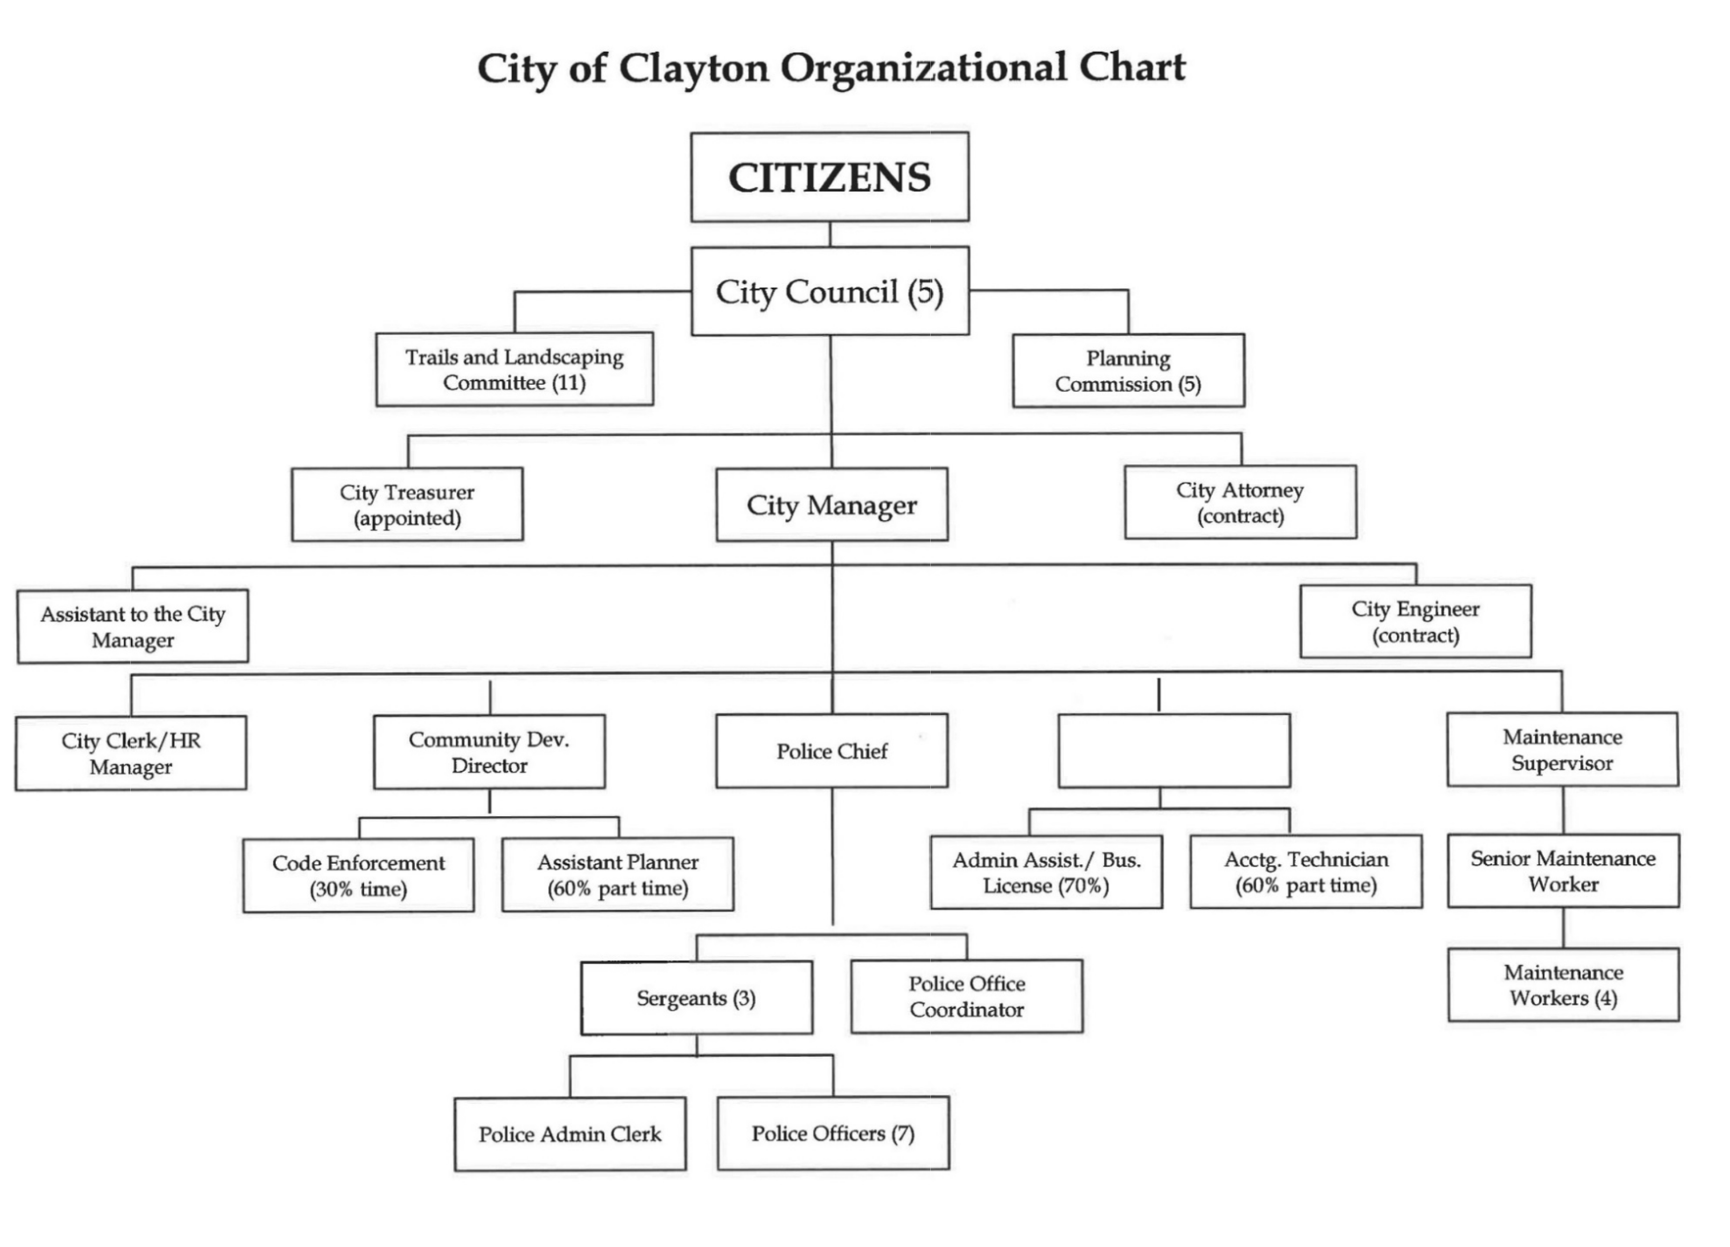 City of Clayton Organizational Chart
CITIZENS
City Council (5)
Trails and Landscaping
Committee (11)
Planning
Commission (5)
City Treasurer
(appointed)
City Manager
City Attorney
(contract)
Assistant to the City
Manager
City Engineer
(contract)
City Clerk/HR
Manager
Community Dev.
Director
Police Chief
Maintenance
Supervisor
Code Enforcement
(30% time)
Assistant Planner
(60% part time)
Admin Assist./ Bus.
License (70%)
Acctg. Technician
(60% part time)
Senior Maintenance
Worker
Sergeants (3)
Police Office
Coordinator
Maintenance
Workers (4)
Police Admin Clerk
Police Officers (7)